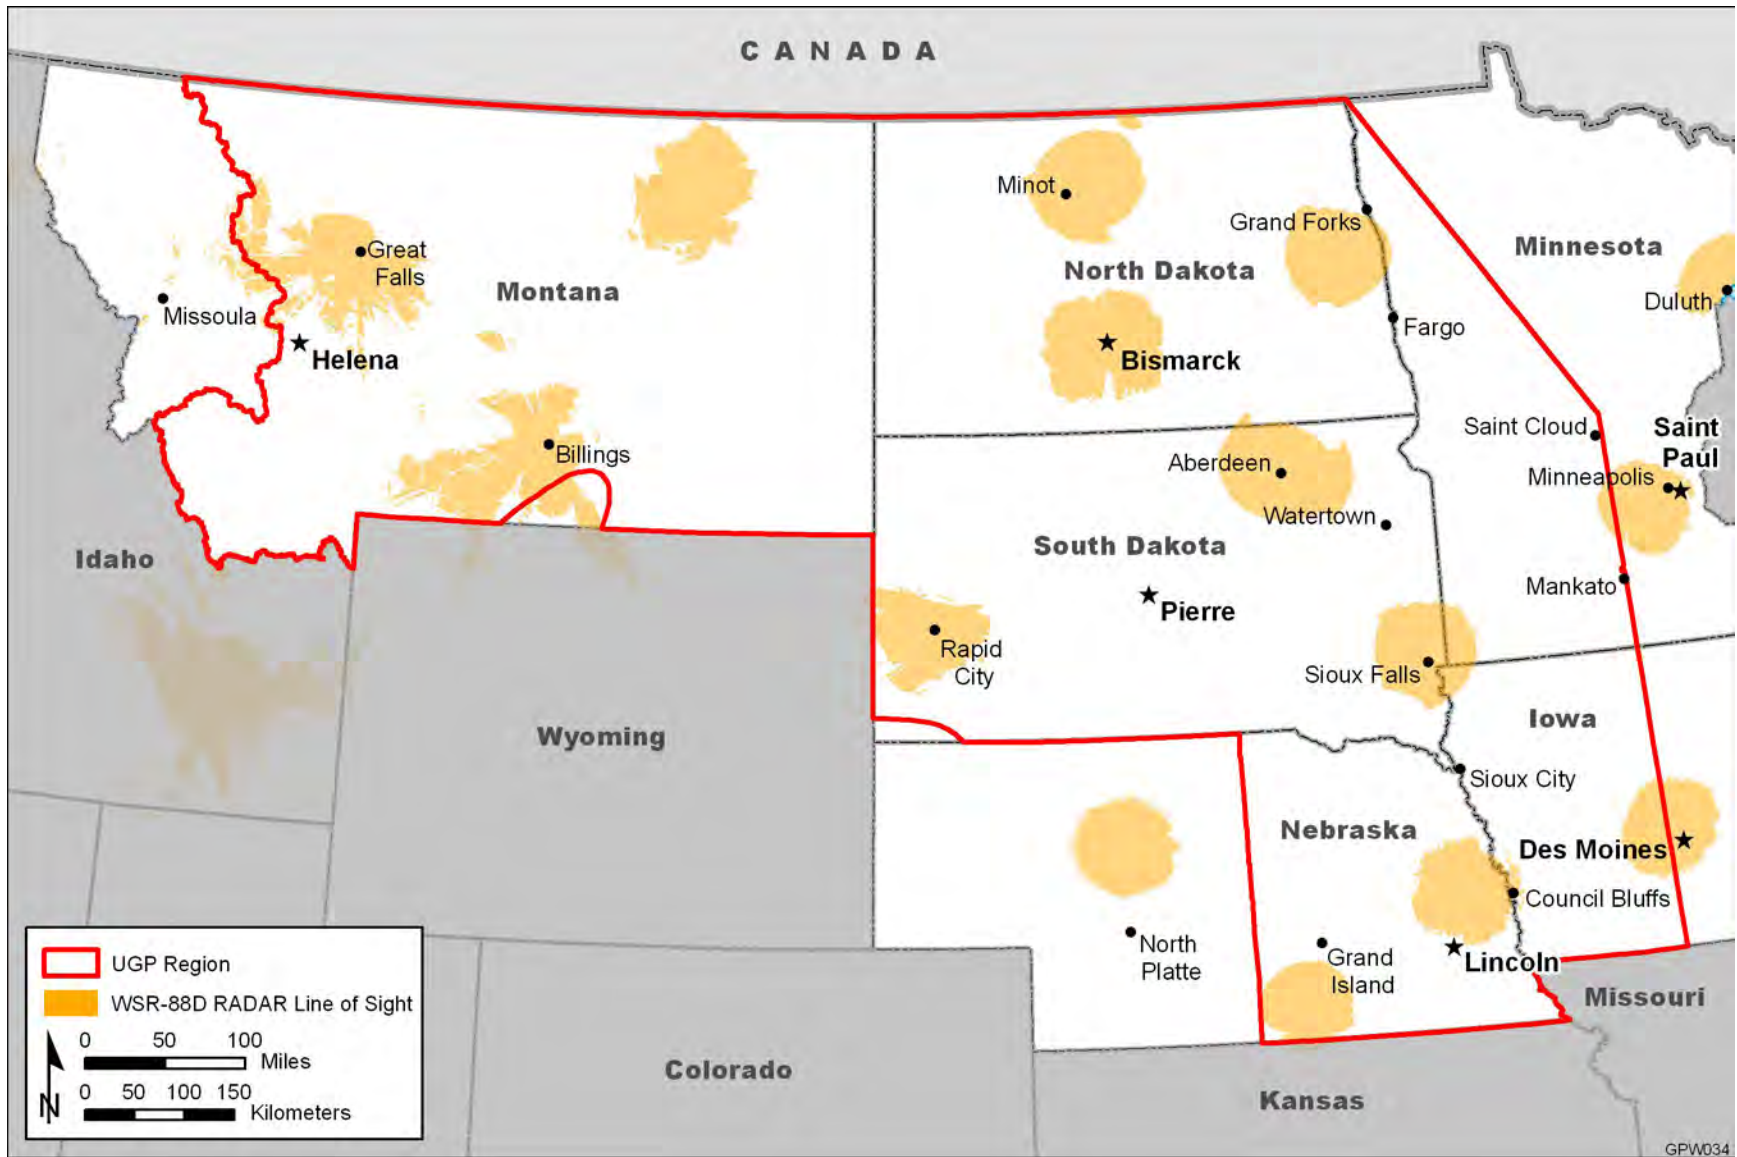 CANADA
Minot
Grand Forks
Minnesota
Great
Falls
North Dakota
Montana
Duluth
Missoula
Fargo
Helena
Bismarck
Saint Cloud
Saint
Paul
Billings
Aberdeen
Minneapolis
Watertown
Idaho
South Dakota
Mankato
Pierre
Rapid
City
Sioux Falls
Iowa
Wyoming
Sioux City
Nebraska
Des Moines
Council Bluffs
North
Platte
Grand
Island
Lincoln
Missouri
Colorado
Kansas
UGP Region
WSR-88D RADAR Line of Sight
0 50 100
Miles
0 50 100 150
Kilometers
N
GPW034